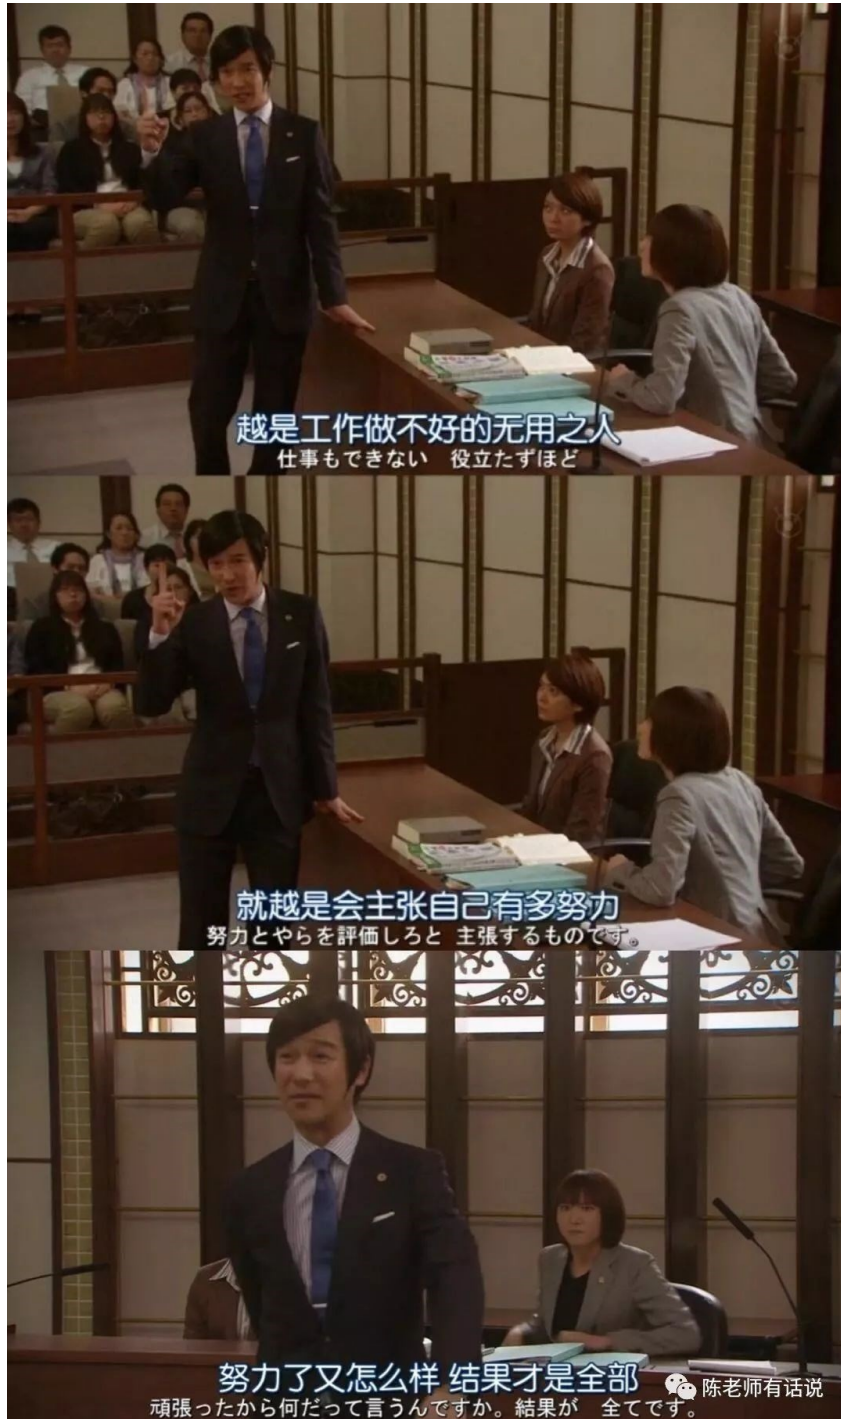 越是工作做不好的无用之人
仕事もできない 役立たずほど
就越是会主张自己有多努力
努力とやらを評価しろと 主張するものです。
努力了又怎么样 结果才是全部
陈老师有话说
頑張ったから何だって言うんですか。結果が 全てです。